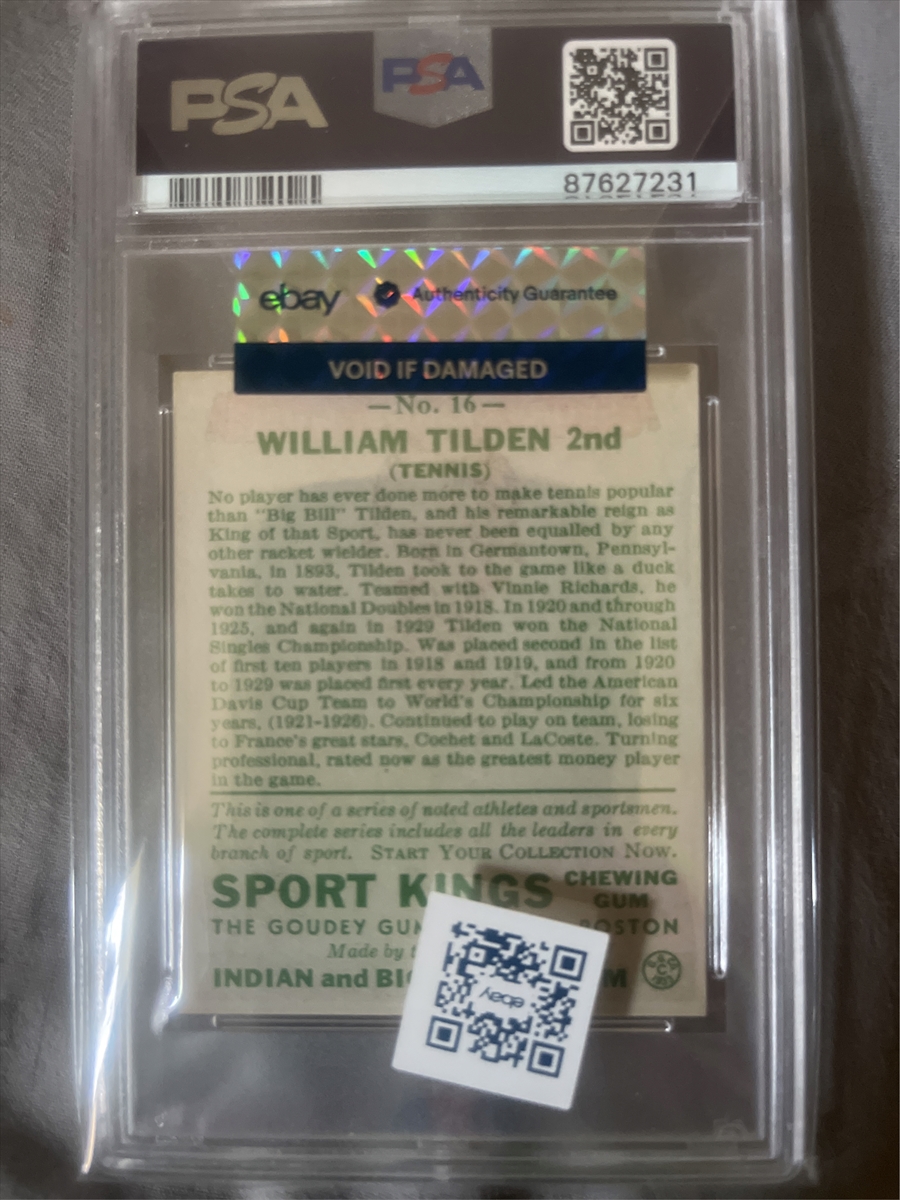 PSA
PSA
87627231
ebay Authenticity Guarantee
VOID IF DAMAGED
—No. 16—
WILLIAM TILDEN 2nd
(TENNIS)
No player has ever done more to make tennis popular
than "Big Bill" Tilden, and his remarkable reign as
King of that Sport, has never been equalled by any
other racket wielder. Born in Germantown, Pennsyl-
vania, in 1893, Tilden took to the game like a duck
takes to water. Teamed with Vinnie Richards, he
won the National Doubles in 1918. In 1920 and through
1925, and again in 1929 Tilden won the National
Singles Championship. Was placed second in the list
of first ten players in 1918 and 1919, and from 1920
to 1929 was placed first every year. Led the American
Davis Cup Team to World's Championship for six
years, (1921-1926). Continued to play on team, losing
to France's great stars, Cochet and LaCoste. Turning
professional, rated now as the greatest money player
in the game.
This is one of a series of noted athletes and sportsmen.
The complete series includes all the leaders in every
branch of sport. START YOUR COLLECTION NOW.
SPORT KINGS CHEWING GUM
THE GOUDEY GUM BOSTON
Made by
INDIAN and
ebay